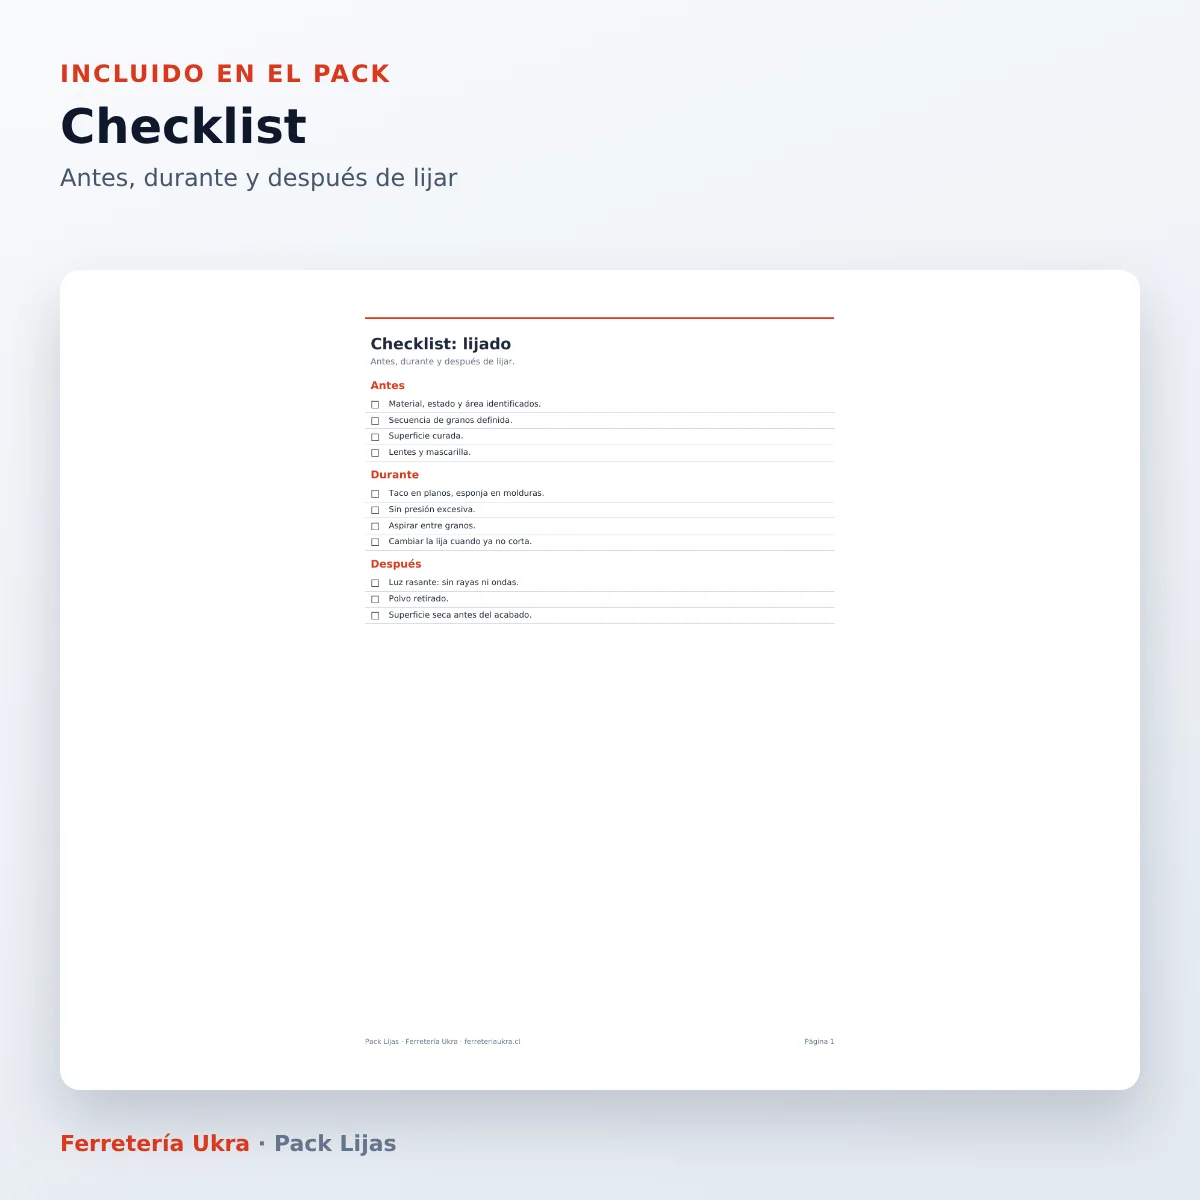 INCLUIDO EN EL PACK
Checklist
Antes, durante y después de lijar
Checklist: lijado
Antes, durante y después de lijar.
Antes
Material, estado y área identificados.
Secuencia de granos definida.
Superficie curada.
Lentes y mascarilla.
Durante
Taco en planos, esponja en molduras.
Sin presión excesiva.
Aspirar entre granos.
Cambiar la lija cuando ya no corta.
Después
Luz rasante: sin rayas ni ondas.
Polvo retirado.
Superficie seca antes del acabado.
Pack Lijas · Ferretería Ukra · ferreteriaukra.cl
Página 1
Ferretería Ukra · Pack Lijas